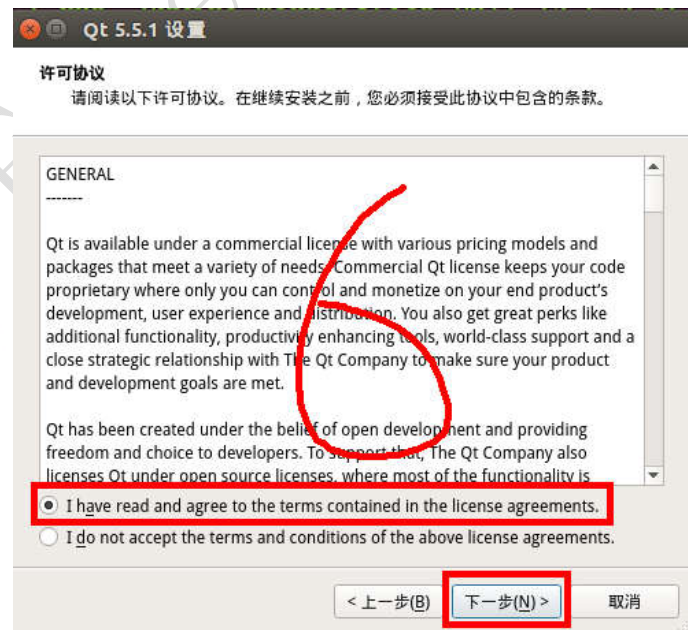 Qt 5.5.1 设置
许可协议
请阅读以下许可协议。在继续安装之前，您必须接受此协议中包含的条款。
GENERAL
-------
Qt is available under a commercial license with various pricing models and
packages that meet a variety of needs. Commercial Qt license keeps your code
proprietary where only you can control and monetize on your end product's
development, user experience and distribution. You also get great perks like
additional functionality, productivity enhancing tools, world-class support and a
close strategic relationship with The Qt Company to make sure your product
and development goals are met.
Qt has been created under the belief of open development and providing
freedom and choice to developers. To support that, The Qt Company also
licenses Qt under open source licenses, where most of the functionality is
6
I have read and agree to the terms contained in the license agreements.
I do not accept the terms and conditions of the above license agreements.
< 上一步(B) 下一步(N) > 取消